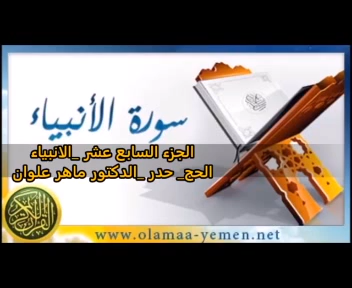 سورة الأنبياء
الجزء السابع عشر _الانبياء
الحج_ حدر _الدكتور ماهر علوان
www.olamaa-yemen.net